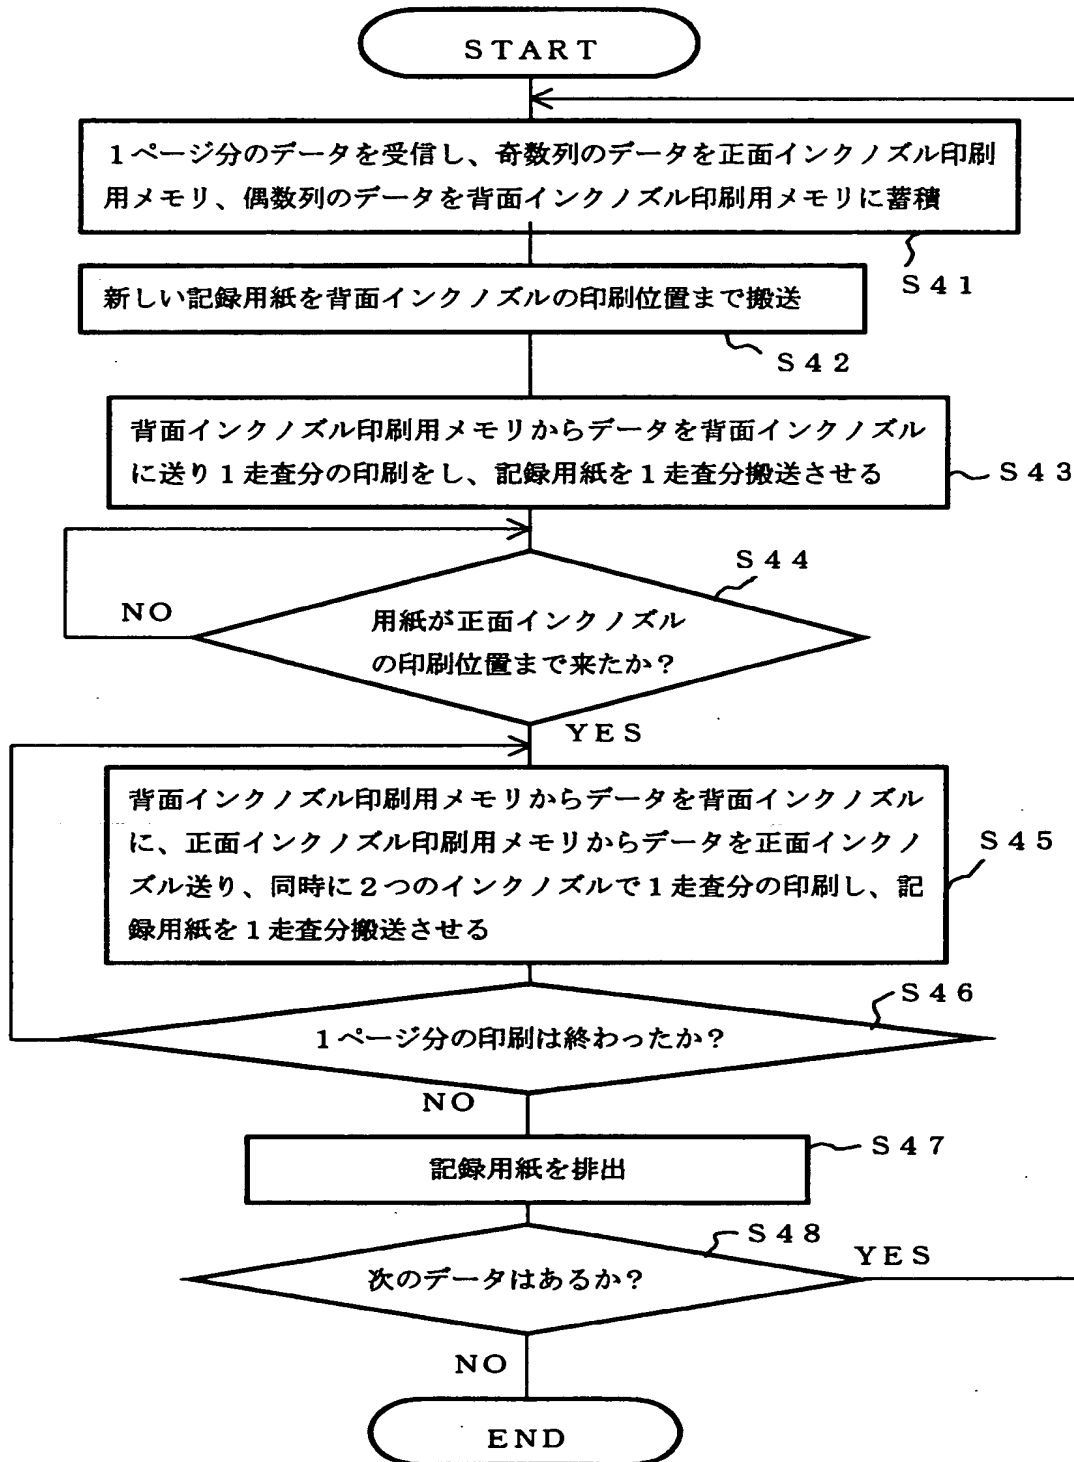 START
1ページ分のデータを受信し、奇数列のデータを正面インクノズル印刷
用メモリ、偶数列のデータを背面インクノズル印刷用メモリに蓄積
S41
新しい記録用紙を背面インクノズルの印刷位置まで搬送
S42
背面インクノズル印刷用メモリからデータを背面インクノズル
に送り1走査分の印刷をし、記録用紙を1走査分搬送させる
S43
S44
NO
用紙が正面インクノズル
の印刷位置まで来たか?
YES
背面インクノズル印刷用メモリからデータを背面インクノズル
に、正面インクノズル印刷用メモリからデータを正面インクノ
ズル送り、同時に2つのインクノズルで1走査分の印刷し、記
録用紙を1走査分搬送させる
S45
S46
1ページ分の印刷は終わったか?
NO
記録用紙を排出
S47
S48
次のデータはあるか?
YES
NO
END